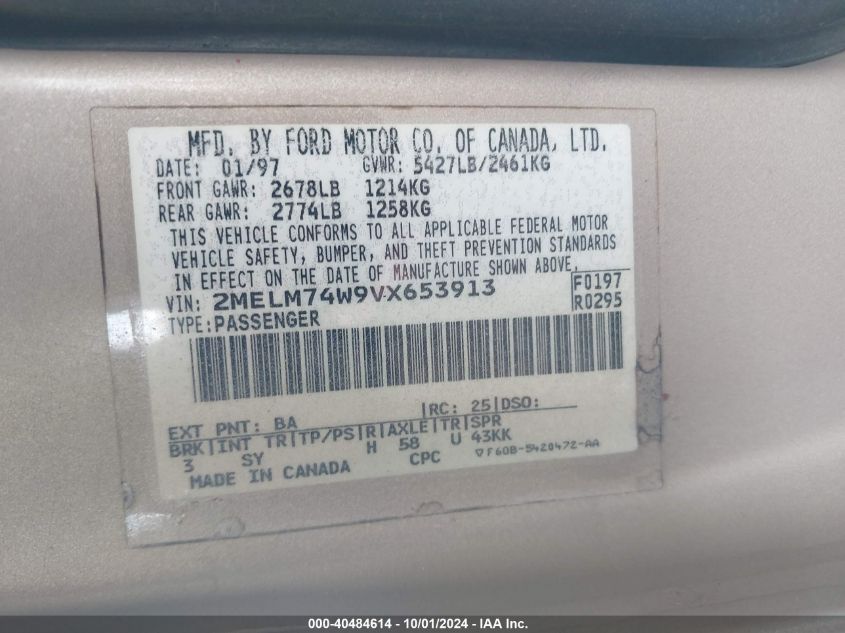 MFD. BY FORD MOTOR CO. OF CANADA, LTD.
DATE: 01/97 GVWR: 5427LB/2461KG
FRONT GAWR: 2678LB 1214KG
REAR GAWR: 2774LB 1258KG
THIS VEHICLE CONFORMS TO ALL APPLICABLE FEDERAL MOTOR
VEHICLE SAFETY, BUMPER, AND THEFT PREVENTION STANDARDS
IN EFFECT ON THE DATE OF MANUFACTURE SHOWN ABOVE.
VIN: 2MELM74W9VX653913 F0197
TYPE: PASSENGER R0295
EXT PNT: BA |RC: 25|DSO:
BRK|INT TR|TP/PS|R|AXLE|TR|SPR
3 SY H 58 U 43KK
MADE IN CANADA CPC ▽F60B-5420472-AA
000-40484614 - 10/01/2024 - IAA Inc.